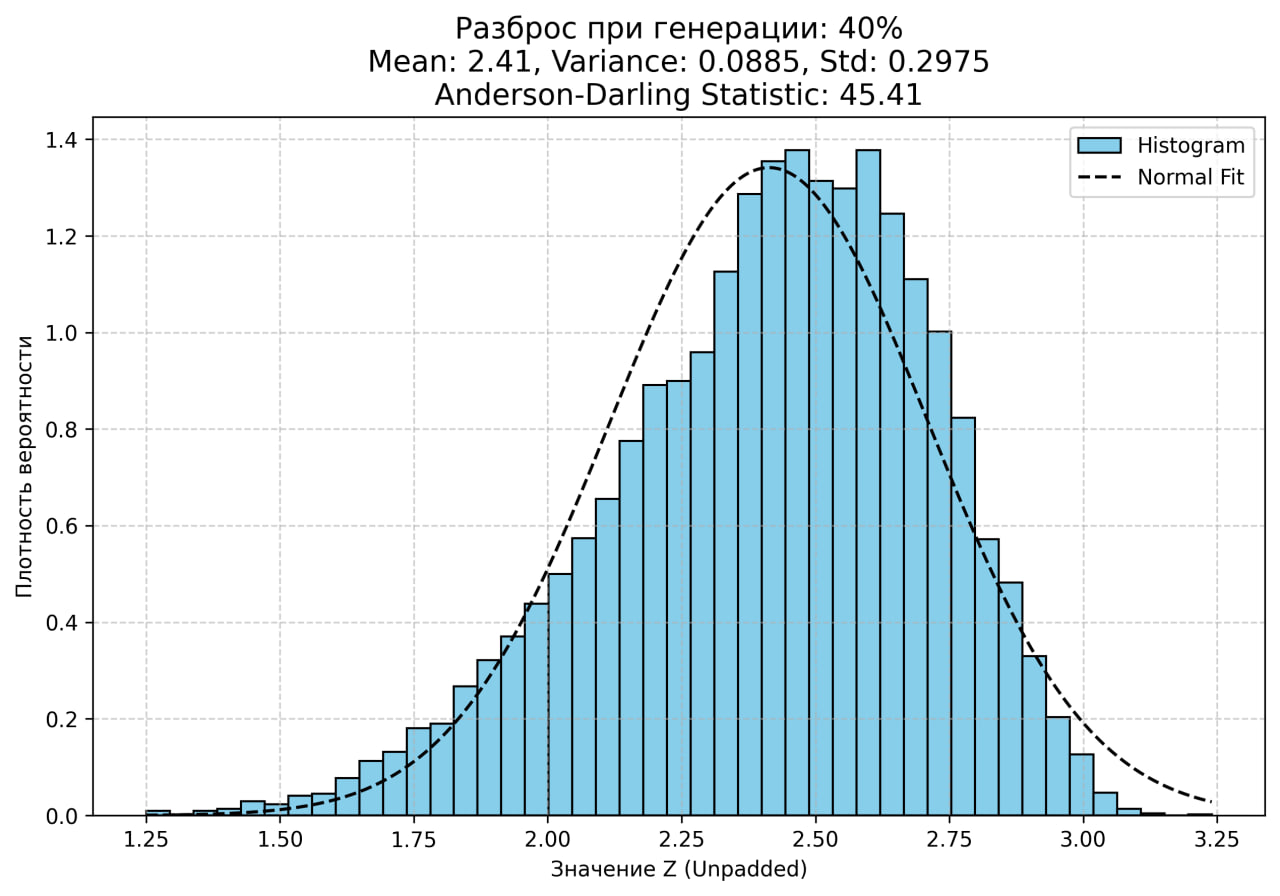 Разброс при генерации: 40%
Mean: 2.41, Variance: 0.0885, Std: 0.2975
Anderson-Darling Statistic: 45.41
Histogram
Normal Fit
Плотность вероятности
1.4
1.2
1.0
0.8
0.6
0.4
0.2
0.0
1.25 1.50 1.75 2.00 2.25 2.50 2.75 3.00 3.25
Значение Z (Unpadded)